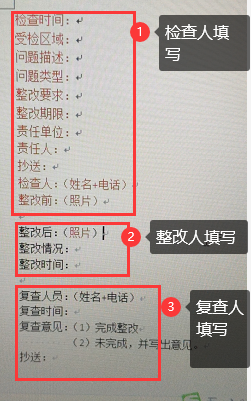 检查时间：
受检区域：
问题描述：
问题类型：
整改要求：
整改期限：
责任单位：
责任人：
抄送：
检查人：（姓名+电话）
整改前：（照片）
1
检查人填
写
整改后：（照片）
整改情况：
整改时间：
2
整改人填写
复查人员：（姓名+电话）
复查时间：
复查意见：（1）完成整改
（2）未完成，并写出意见。
抄送：
3
复查人
填写